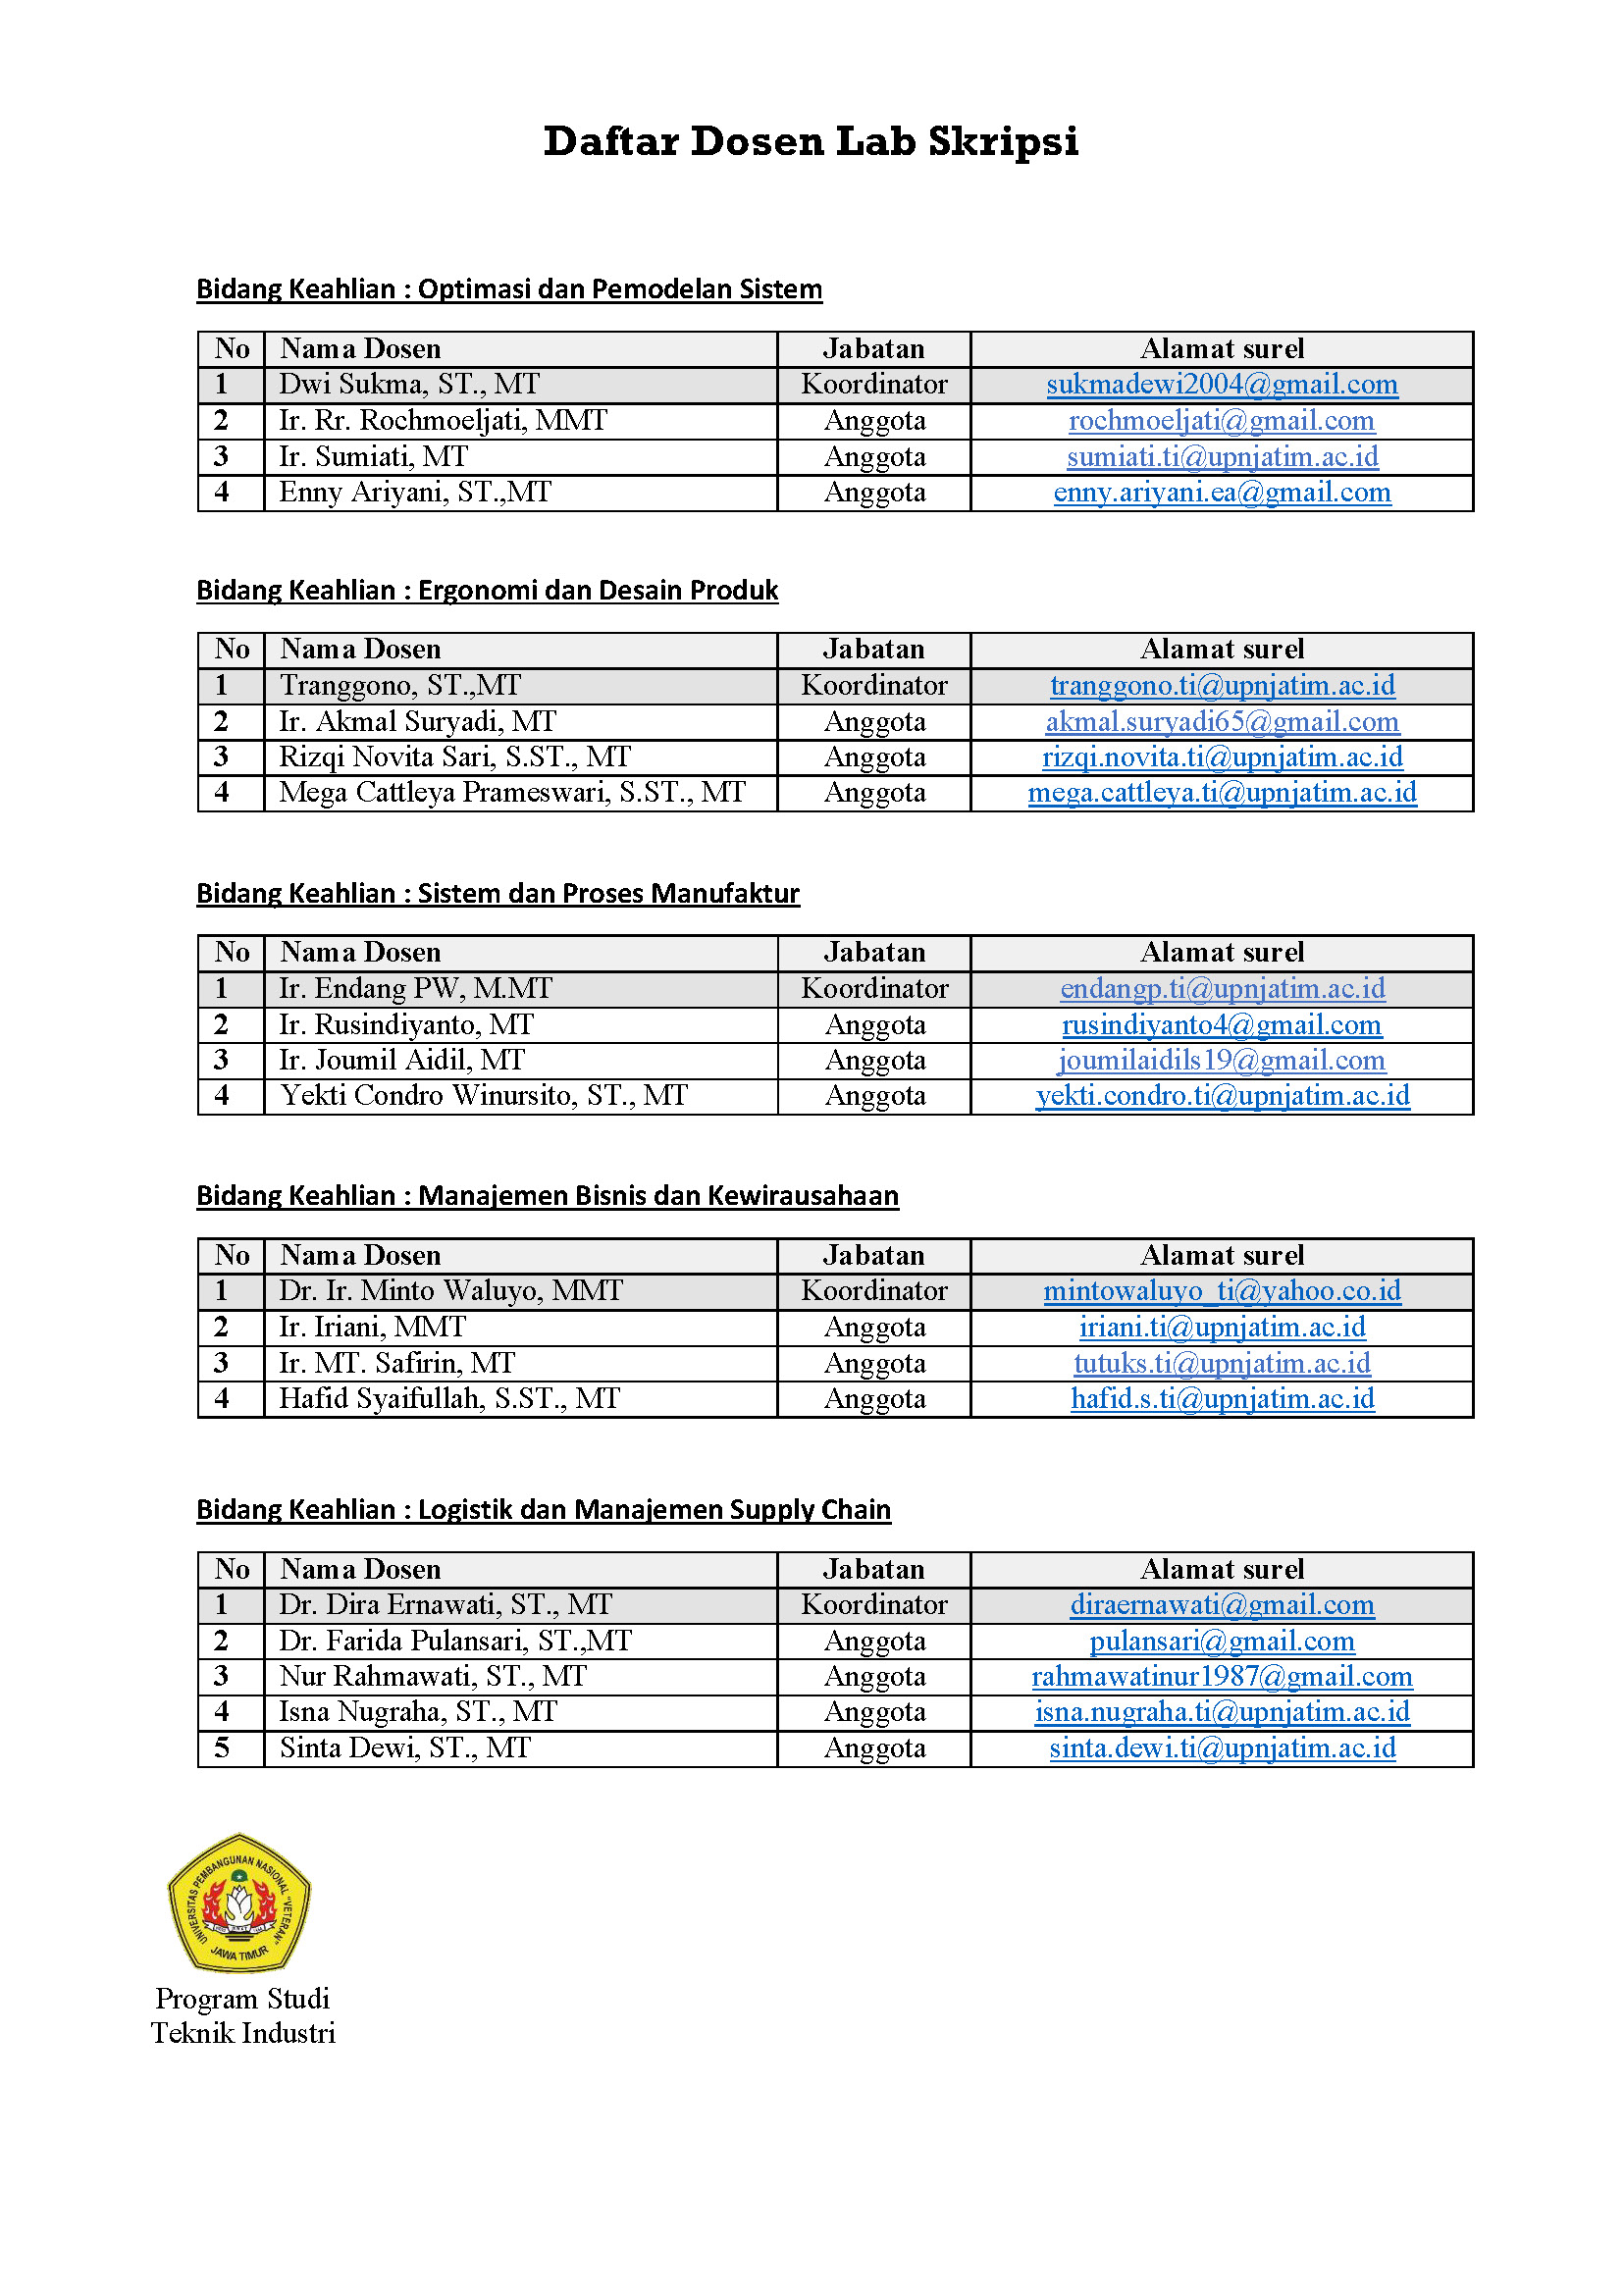 Daftar Dosen Lab Skripsi
Bidang Keahlian : Optimasi dan Pemodelan Sistem
No Nama Dosen Jabatan Alamat surel
1 Dwi Sukma, ST., MT Koordinator sukmadewi2004@gmail.com
2 Ir. Rr. Rochmoeljati, MMT Anggota rochmoeljati@gmail.com
3 Ir. Sumiati, MT Anggota sumiati.ti@upnjatim.ac.id
4 Enny Ariyani, ST.,MT Anggota enny.ariyani.ea@gmail.com
Bidang Keahlian : Ergonomi dan Desain Produk
No Nama Dosen Jabatan Alamat surel
1 Tranggono, ST.,MT Koordinator tranggono.ti@upnjatim.ac.id
2 Ir. Akmal Suryadi, MT Anggota akmal.suryadi65@gmail.com
3 Rizqi Novita Sari, S.ST., MT Anggota rizqi.novita.ti@upnjatim.ac.id
4 Mega Cattleya Prameswari, S.ST., MT Anggota mega.cattleya.ti@upnjatim.ac.id
Bidang Keahlian : Sistem dan Proses Manufaktur
No Nama Dosen Jabatan Alamat surel
1 Ir. Endang PW, M.MT Koordinator endangp.ti@upnjatim.ac.id
2 Ir. Rusindiyanto, MT Anggota rusindiyanto4@gmail.com
3 Ir. Joumil Aidil, MT Anggota joumilaidils19@gmail.com
4 Yekti Condro Winursito, ST., MT Anggota yekti.condro.ti@upnjatim.ac.id
Bidang Keahlian : Manajemen Bisnis dan Kewirausahaan
No Nama Dosen Jabatan Alamat surel
1 Dr. Ir. Minto Waluyo, MMT Koordinator mintowaluyo_ti@yahoo.co.id
2 Ir. Iriani, MMT Anggota iriani.ti@upnjatim.ac.id
3 Ir. MT. Safirin, MT Anggota tutuks.ti@upnjatim.ac.id
4 Hafid Syaifullah, S.ST., MT Anggota hafid.s.ti@upnjatim.ac.id
Bidang Keahlian : Logistik dan Manajemen Supply Chain
No Nama Dosen Jabatan Alamat surel
1 Dr. Dira Ernawati, ST., MT Koordinator diraernawati@gmail.com
2 Dr. Farida Pulansari, ST.,MT Anggota pulansari@gmail.com
3 Nur Rahmawati, ST., MT Anggota rahmawatinur1987@gmail.com
4 Isna Nugraha, ST., MT Anggota isna.nugraha.ti@upnjatim.ac.id
5 Sinta Dewi, ST., MT Anggota sinta.dewi.ti@upnjatim.ac.id
UNIVERSITAS PEMBANGUNAN NASIONAL "VETERAN"
JAWA TIMUR
Program Studi
Teknik Industri